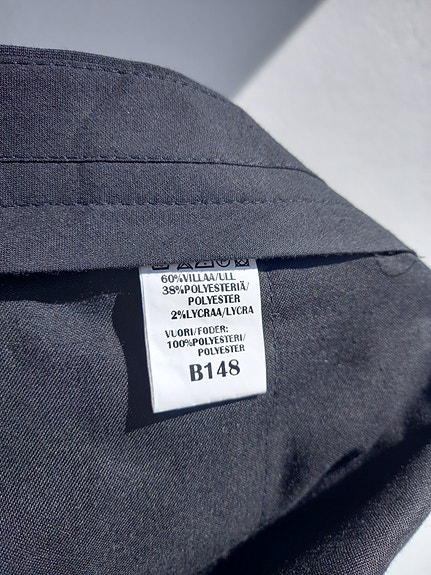 60%VILLAA/ULL
38%POLYESTERIÄ/
POLYESTER
2%LYCRAA/LYCRA
VUORI/FODER:
100%POLYESTERI/
POLYESTER
B148